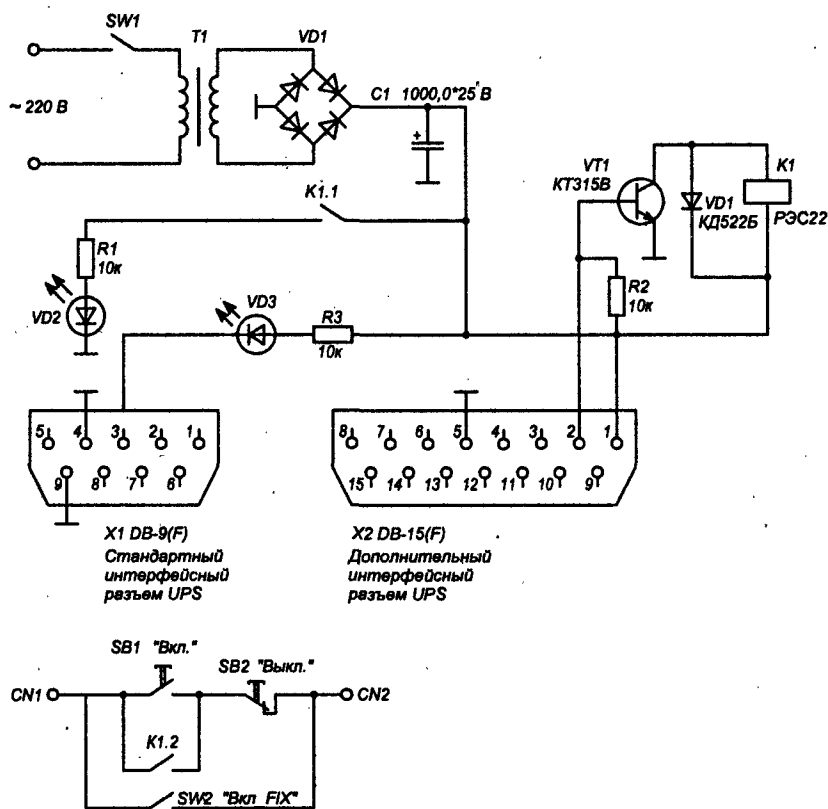 SW1
T1
VD1
~ 220 В
C1 1000,0*25 В
+
K1.1
R1
10к
VD2
VD3
R3
10к
VT1
КТ315В
VD1
КД522Б
K1
РЭС22
R2
10к
5 4 3 2 1
9 8 7 6
8 7 6 5 4 3 2 1
15 14 13 12 11 10 9
X1 DB-9(F)
Стандартный
интерфейсный
разъем UPS
X2 DB-15(F)
Дополнительный
интерфейсный
разъем UPS
SB1 "Вкл."
SB2 "Выкл."
CN1
CN2
K1.2
SW2 "Вкл FIX"